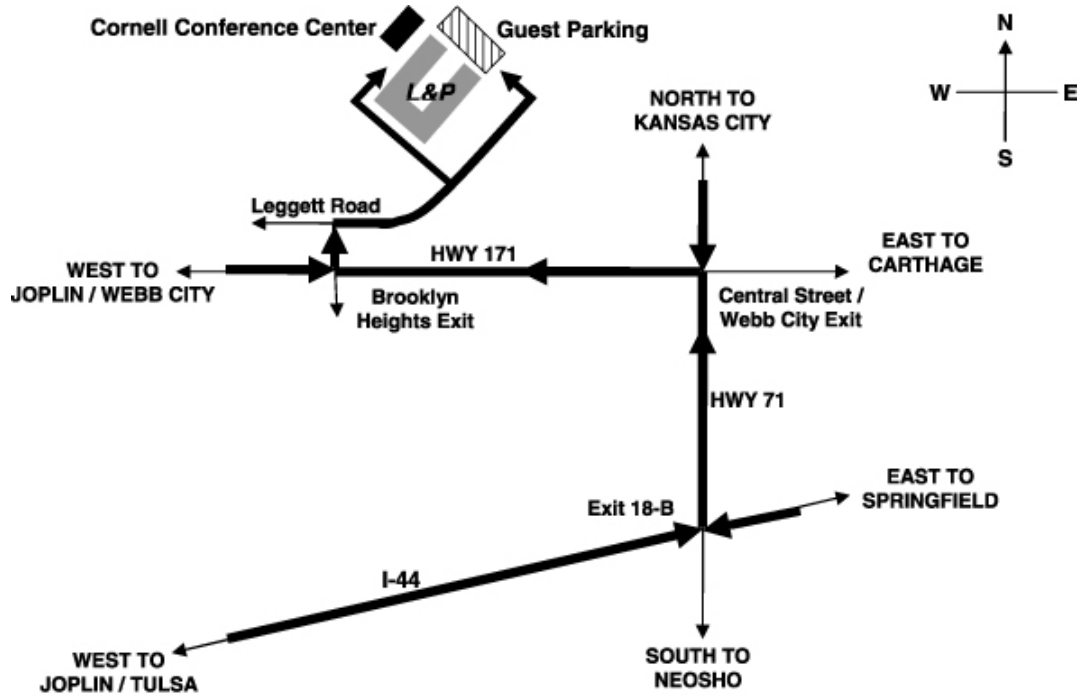 Cornell Conference Center
Guest Parking
L&P
N
W
E
S
NORTH TO
KANSAS CITY
Leggett Road
HWY 171
EAST TO
CARTHAGE
WEST TO
JOPLIN / WEBB CITY
Brooklyn
Heights Exit
Central Street /
Webb City Exit
HWY 71
EAST TO
SPRINGFIELD
Exit 18-B
I-44
WEST TO
JOPLIN / TULSA
SOUTH TO
NEOSHO